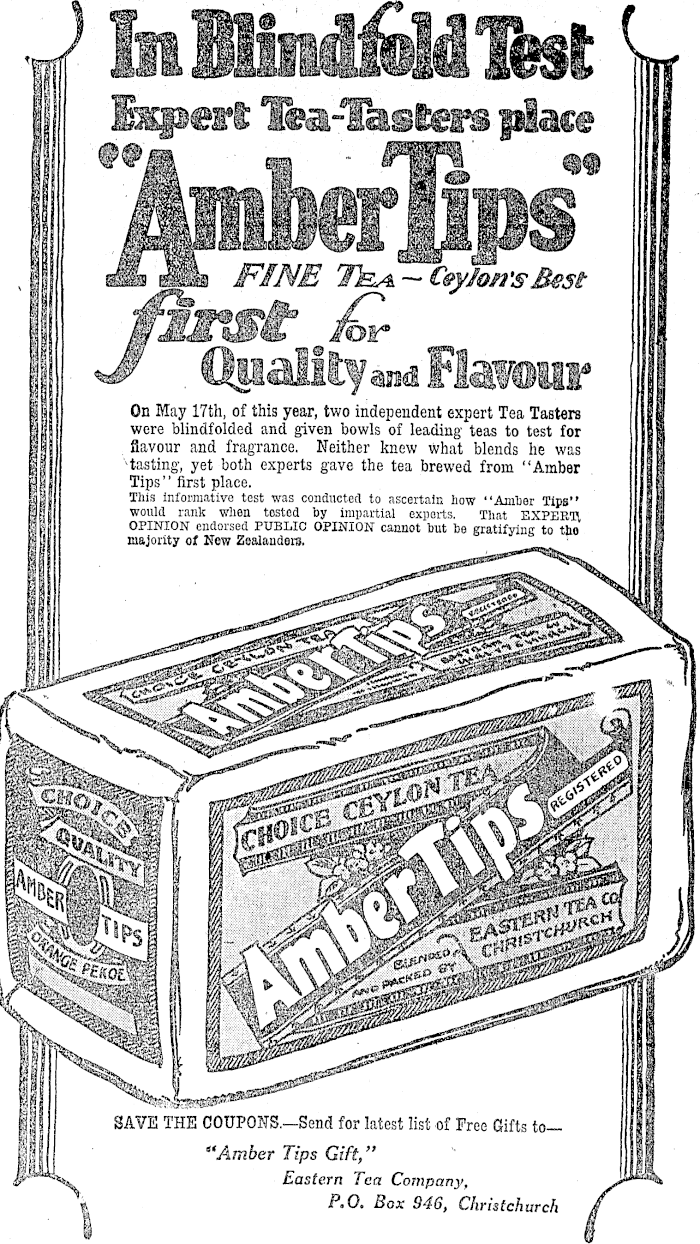 In Blindfold Test
Expert Tea-Tasters place
"Amber Tips"
FINE TEA — Ceylon's Best
first for
Quality and Flavour
On May 17th, of this year, two independent expert Tea Tasters
were blindfolded and given bowls of leading teas to test for
flavour and fragrance. Neither knew what blends he was
tasting, yet both experts gave the tea brewed from "Amber
Tips" first place.
This informative test was conducted to ascertain how "Amber Tips"
would rank when tested by impartial experts. That EXPERT
OPINION endorsed PUBLIC OPINION cannot but be gratifying to the
majority of New Zealanders.
CHOICE CEYLON TEA
Amber Tips
REGISTERED
CHOICE
QUALITY
AMBER
TIPS
ORANGE PEKOE
CHOICE CEYLON TEA
Amber Tips
REGISTERED
BLENDED
AND PACKED BY
EASTERN TEA CO.
CHRISTCHURCH
SAVE THE COUPONS.—Send for latest list of Free Gifts to—
"Amber Tips Gift,"
Eastern Tea Company,
P.O. Box 946, Christchurch